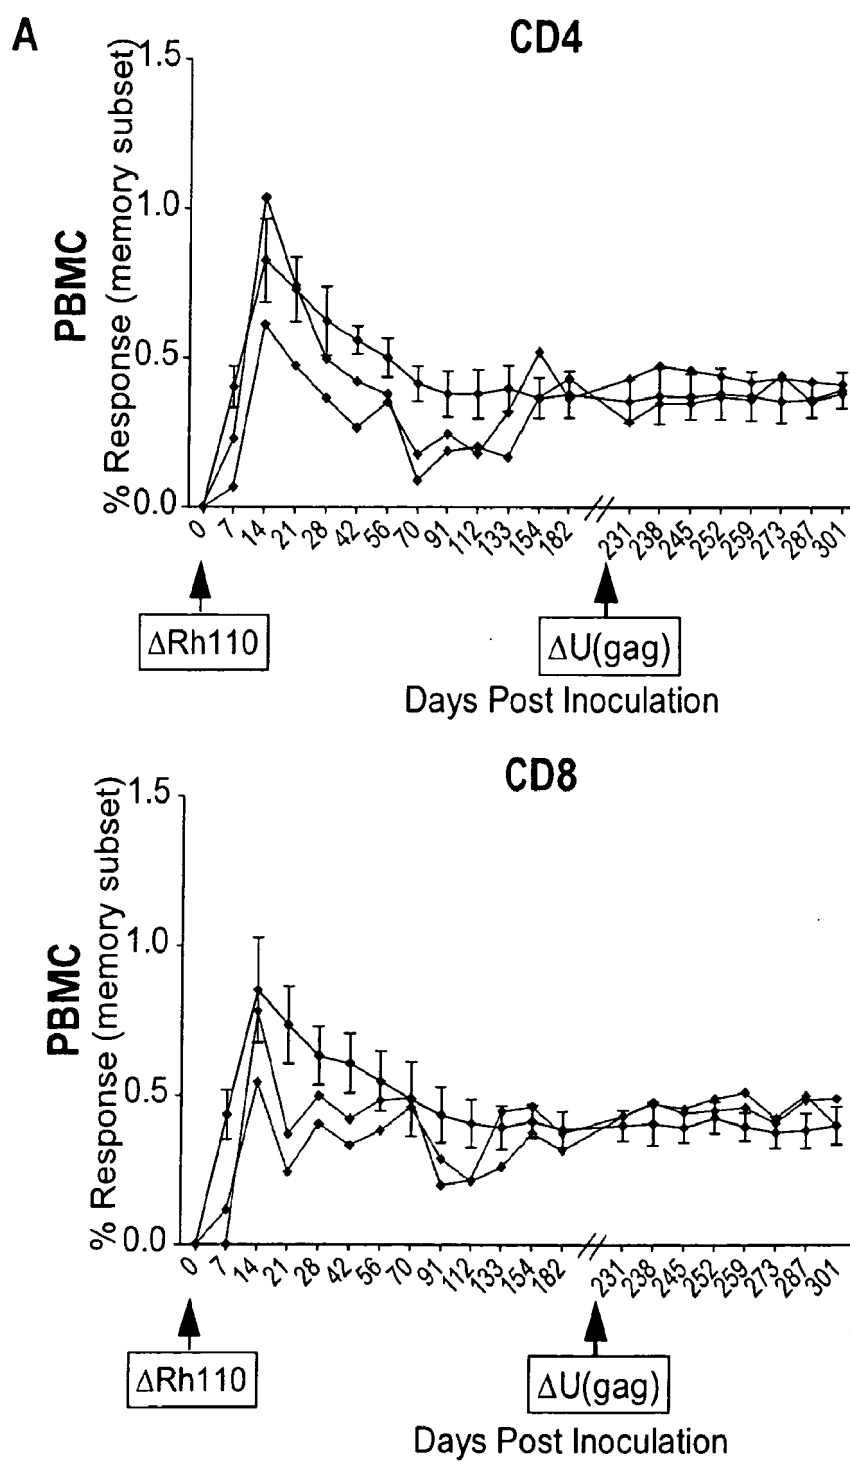 A
CD4
PBMC
% Response (memory subset)
1.5
1.0
0.5
0.0
0 7 14 21 28 42 56 70 91 112 133 154 182 231 238 245 252 259 273 287 301
ΔRh110
ΔU(gag)
Days Post Inoculation
CD8
PBMC
% Response (memory subset)
1.5
1.0
0.5
0.0
0 7 14 21 28 42 56 70 91 112 133 154 182 231 238 245 252 259 273 287 301
ΔRh110
ΔU(gag)
Days Post Inoculation